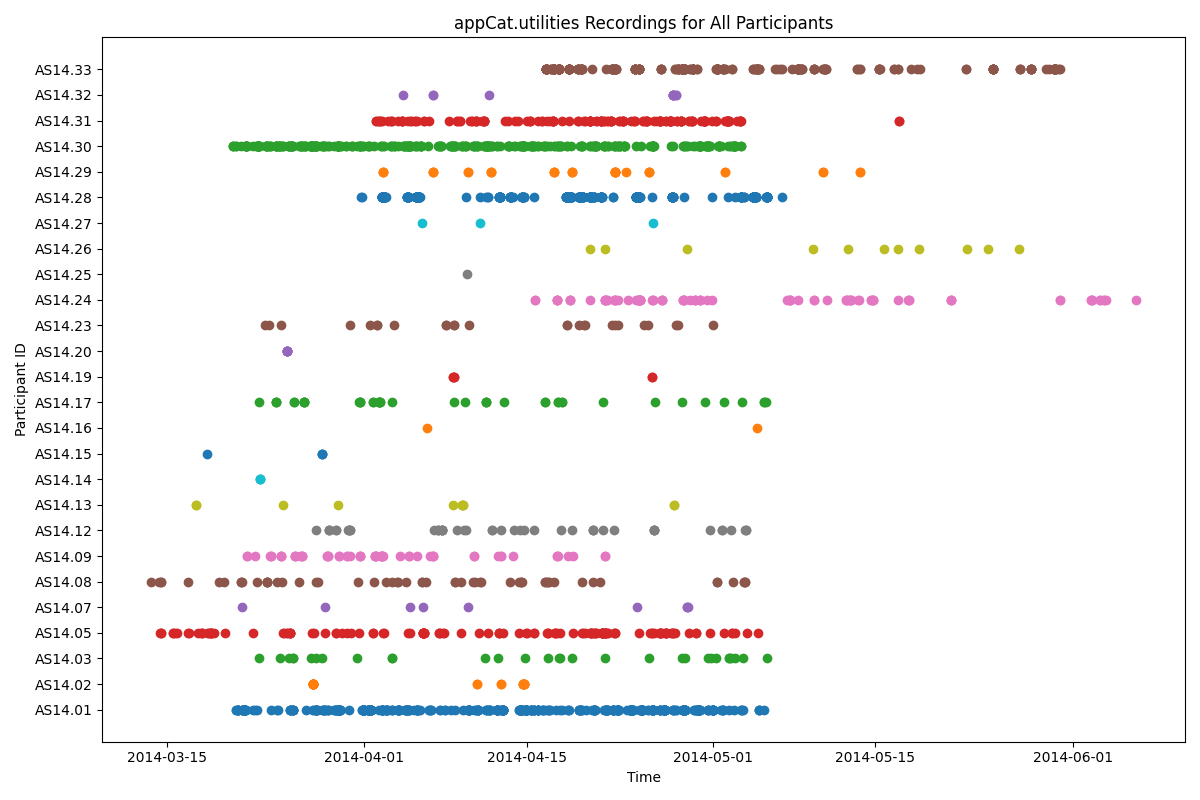 appCat.utilities Recordings for All Participants
AS14.33
AS14.32
AS14.31
AS14.30
AS14.29
AS14.28
AS14.27
AS14.26
AS14.25
AS14.24
AS14.23
AS14.20
AS14.19
AS14.17
AS14.16
AS14.15
AS14.14
AS14.13
AS14.12
AS14.09
AS14.08
AS14.07
AS14.05
AS14.03
AS14.02
AS14.01
Participant ID
2014-03-15 2014-04-01 2014-04-15 2014-05-01 2014-05-15 2014-06-01
Time